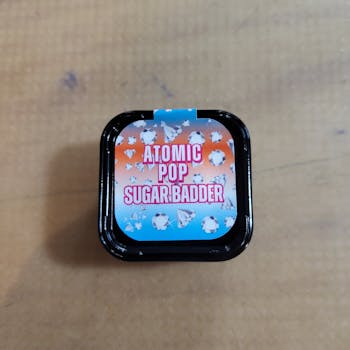 ATOMIC
POP
SUGAR BADDER